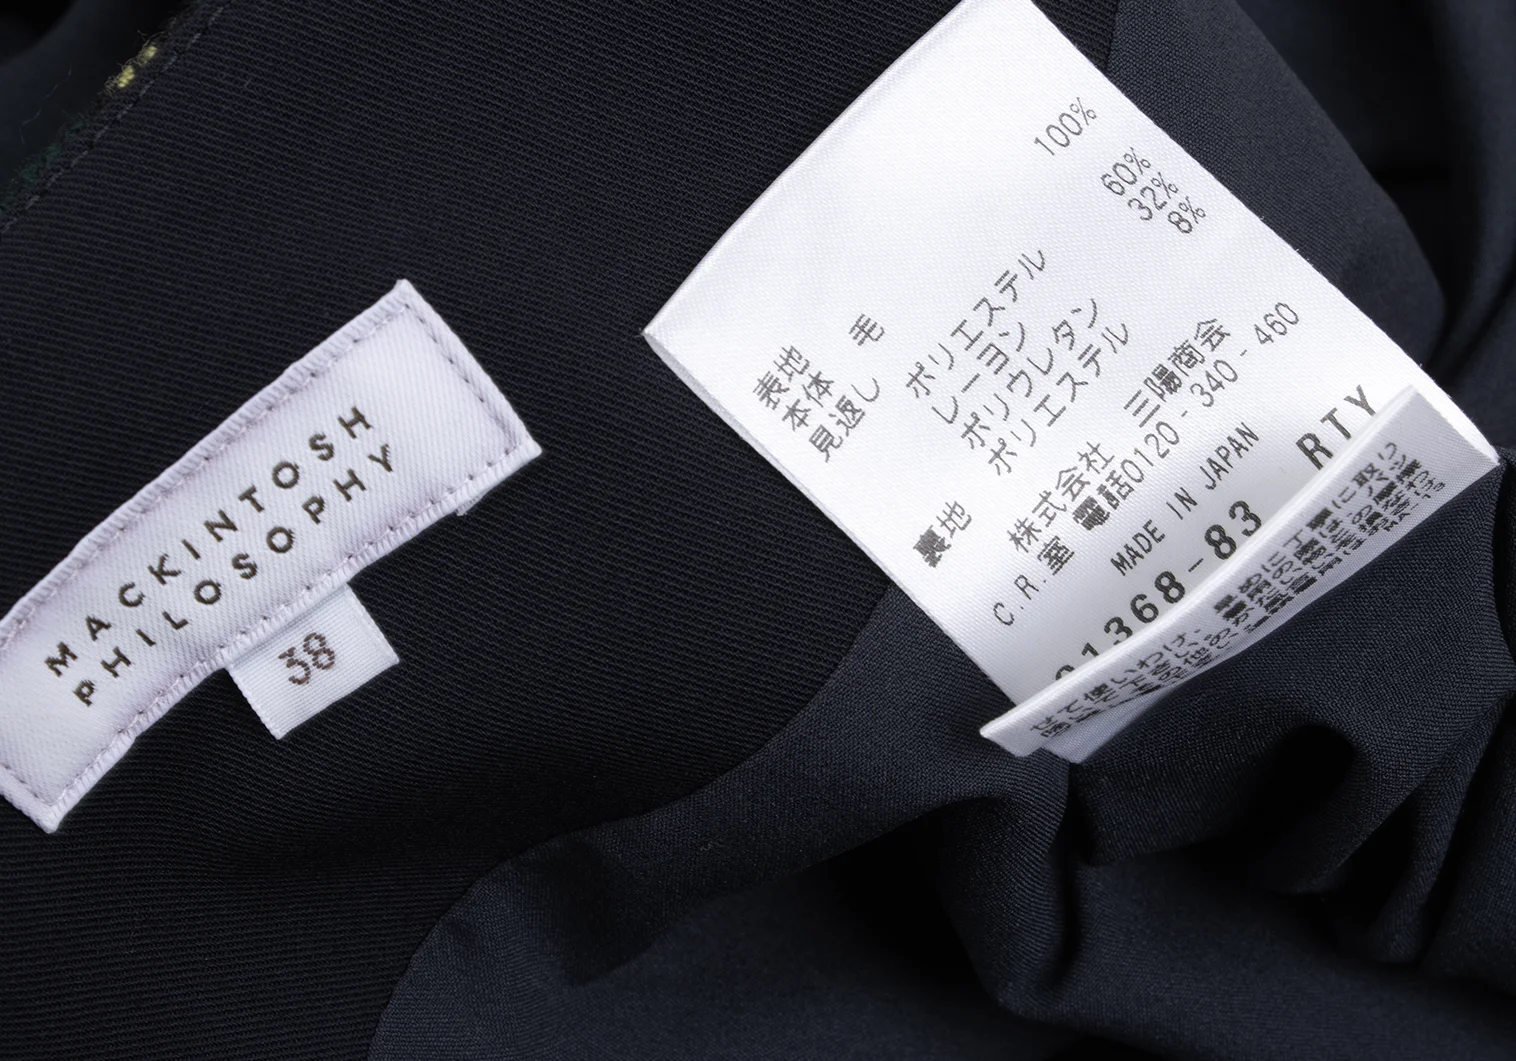 MACKINTOSH
PHILOSOPHY
38
表地
本体 毛 100%
見返し ポリエステル 60%
レーヨン 32%
ポリウレタン 8%
裏地 ポリエステル
株式会社 三陽商会
C.R.室 電話0120-340-460
MADE IN JAPAN
01368-83 RTY